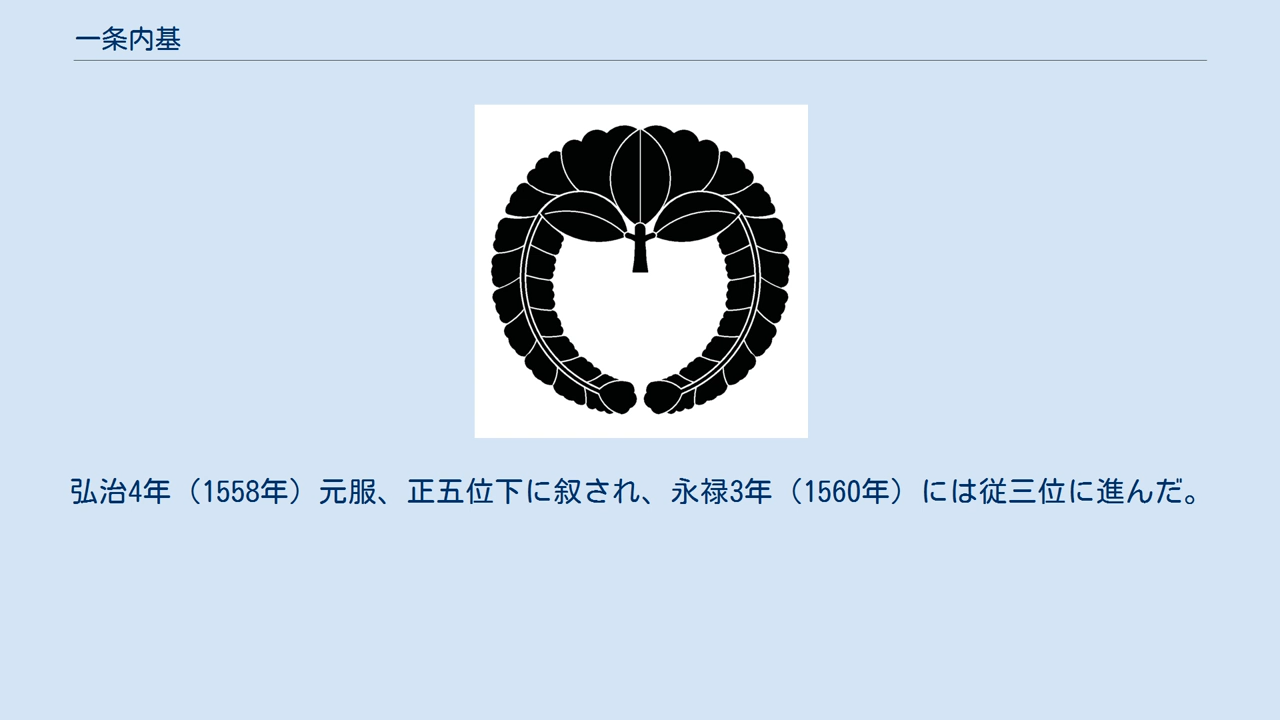 一条内基
弘治4年（1558年）元服、正五位下に叙され、永禄3年（1560年）には従三位に進んだ。